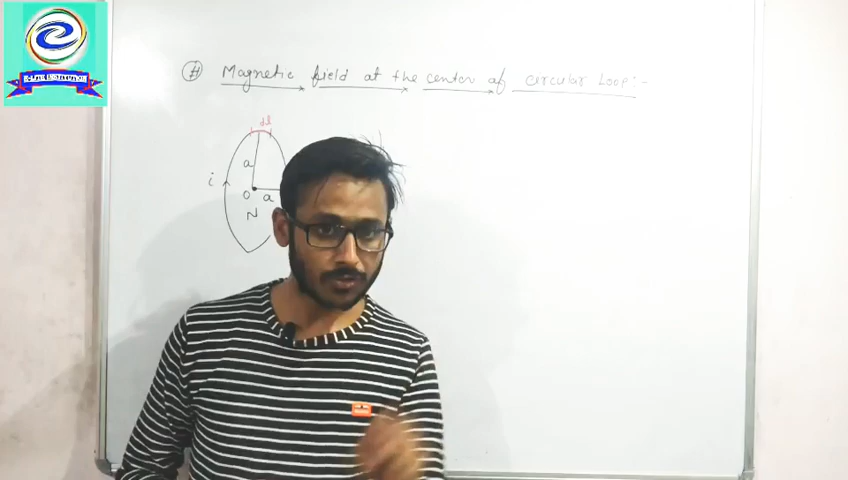 # Magnetic field at the center of circular Loop:-
dl
a
i
O
a
N